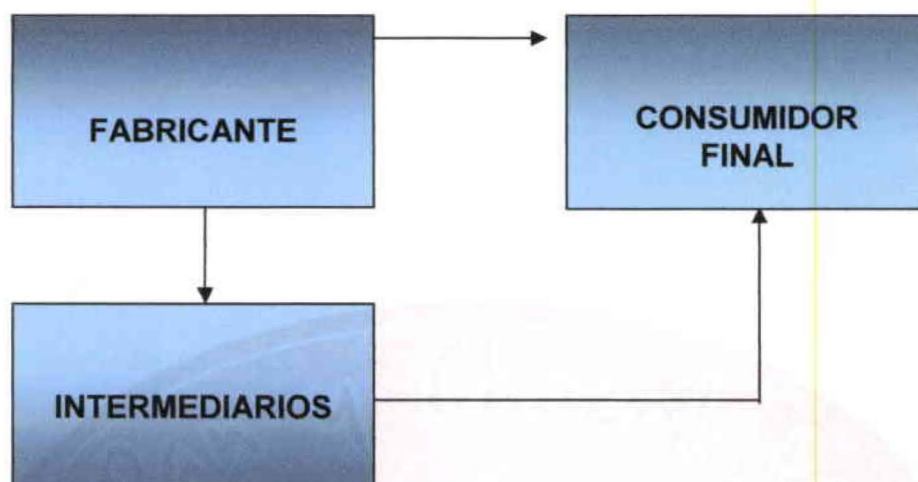 FABRICANTE
CONSUMIDOR
FINAL
INTERMEDIARIOS